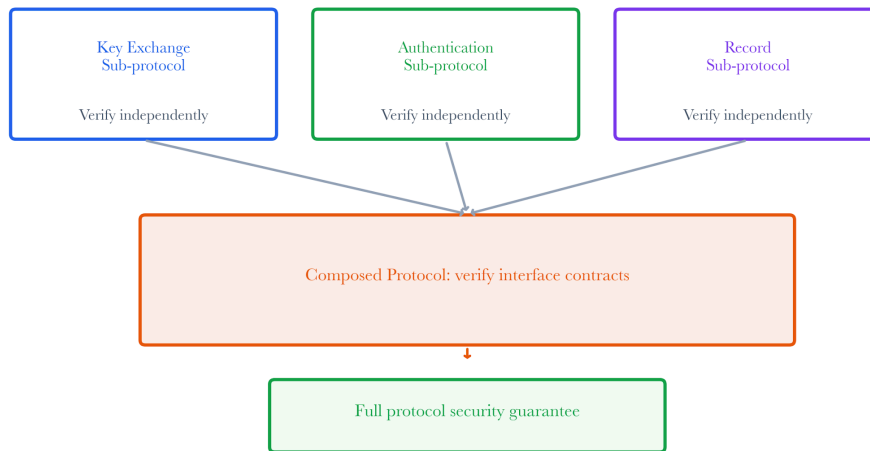 Key Exchange
Sub-protocol
Verify independently
Authentication
Sub-protocol
Verify independently
Record
Sub-protocol
Verify independently
Composed Protocol: verify interface contracts
Full protocol security guarantee